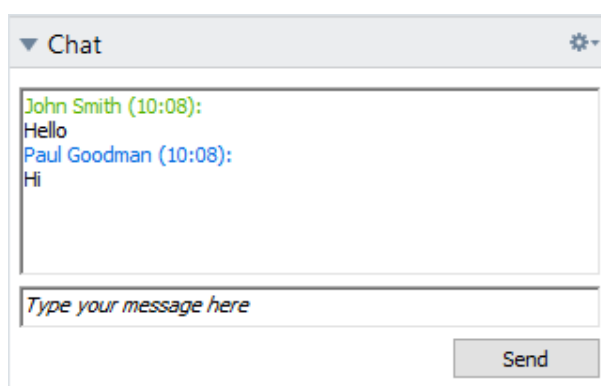 Chat
John Smith (10:08):
Hello
Paul Goodman (10:08):
Hi
Type your message here
Send